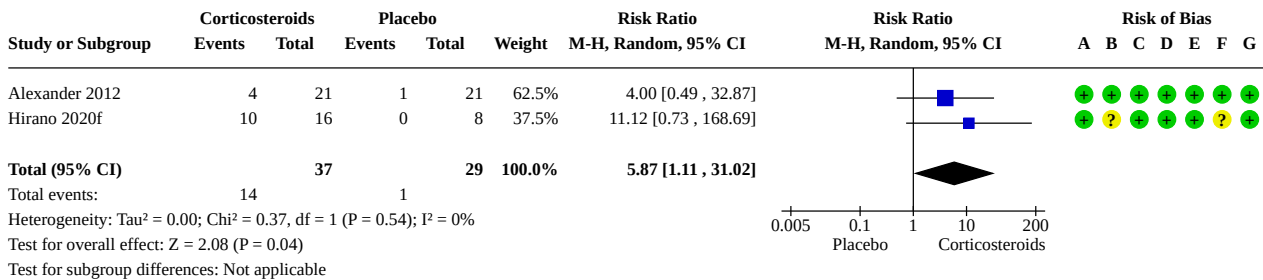 Corticosteroids Placebo Risk Ratio Risk Ratio Risk of Bias
Study or Subgroup Events Total Events Total Weight M-H, Random, 95% CI M-H, Random, 95% CI A B C D E F G
Alexander 2012 4 21 1 21 62.5% 4.00 [0.49 , 32.87] + + + + + + +
Hirano 2020f 10 16 0 8 37.5% 11.12 [0.73 , 168.69] + ? + + + ? +
Total (95% CI) 37 29 100.0% 5.87 [1.11 , 31.02]
Total events: 14 1
Heterogeneity: Tau² = 0.00; Chi² = 0.37, df = 1 (P = 0.54); I² = 0%
0.005 0.1 1 10 200
Test for overall effect: Z = 2.08 (P = 0.04) Placebo Corticosteroids
Test for subgroup differences: Not applicable